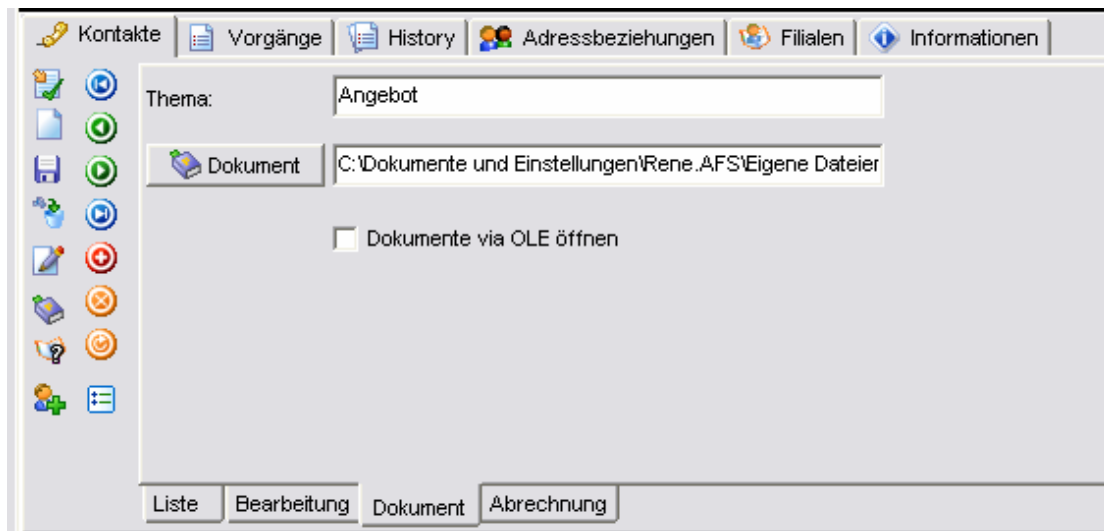 Kontakte Vorgänge History Adressbeziehungen Filialen Informationen
Thema: Angebot
Dokument C:\Dokumente und Einstellungen\Rene.AFS\Eigene Dateier
Dokumente via OLE öffnen
Liste Bearbeitung Dokument Abrechnung